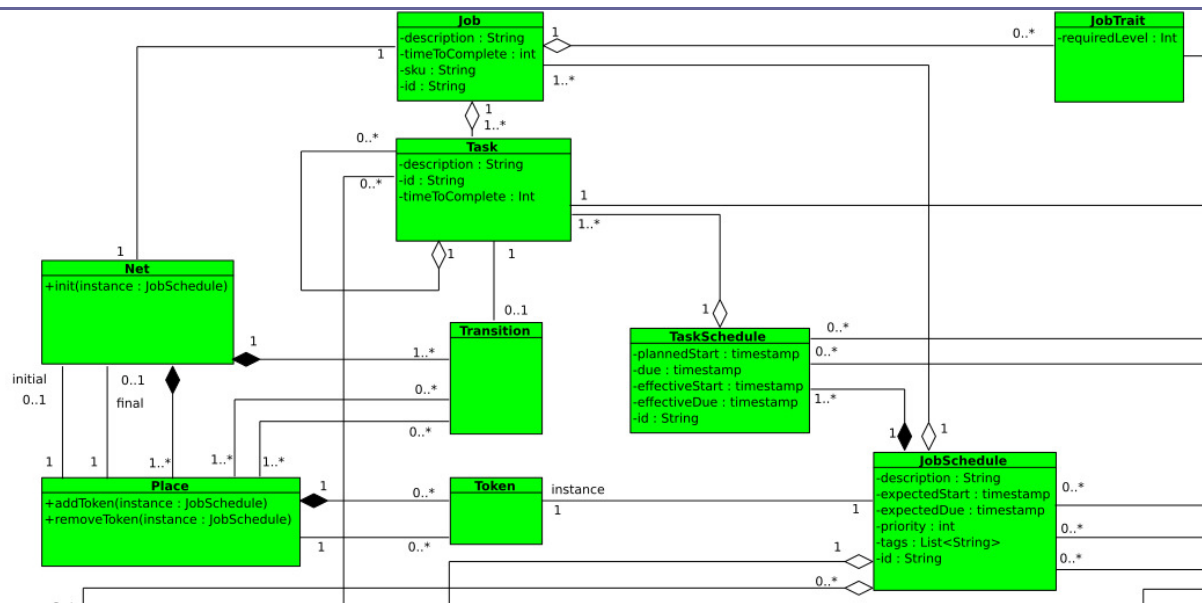 Job
-description : String
-timeToComplete : int
-sku : String
-id : String
1
0..*
JobTrait
-requiredLevel : Int
1
1..*
1
1..*
Task
-description : String
-id : String
-timeToComplete : Int
0..*
0..*
1
1..*
1
1
0..1
1
Net
+init(instance : JobSchedule)
1
1..*
Transition
0..*
0..*
initial
0..1
0..1
final
1
1
1..*
1..*
1..*
1
TaskSchedule
-plannedStart : timestamp
-due : timestamp
-effectiveStart : timestamp
-effectiveDue : timestamp
-id : String
0..*
0..*
1..*
1
1
Place
+addToken(instance : JobSchedule)
+removeToken(instance : JobSchedule)
1
0..*
1
0..*
Token
instance
1
1
JobSchedule
-description : String
-expectedStart : timestamp
-expectedDue : timestamp
-priority : int
-tags : List<String>
-id : String
0..*
0..*
0..*
1
0..*